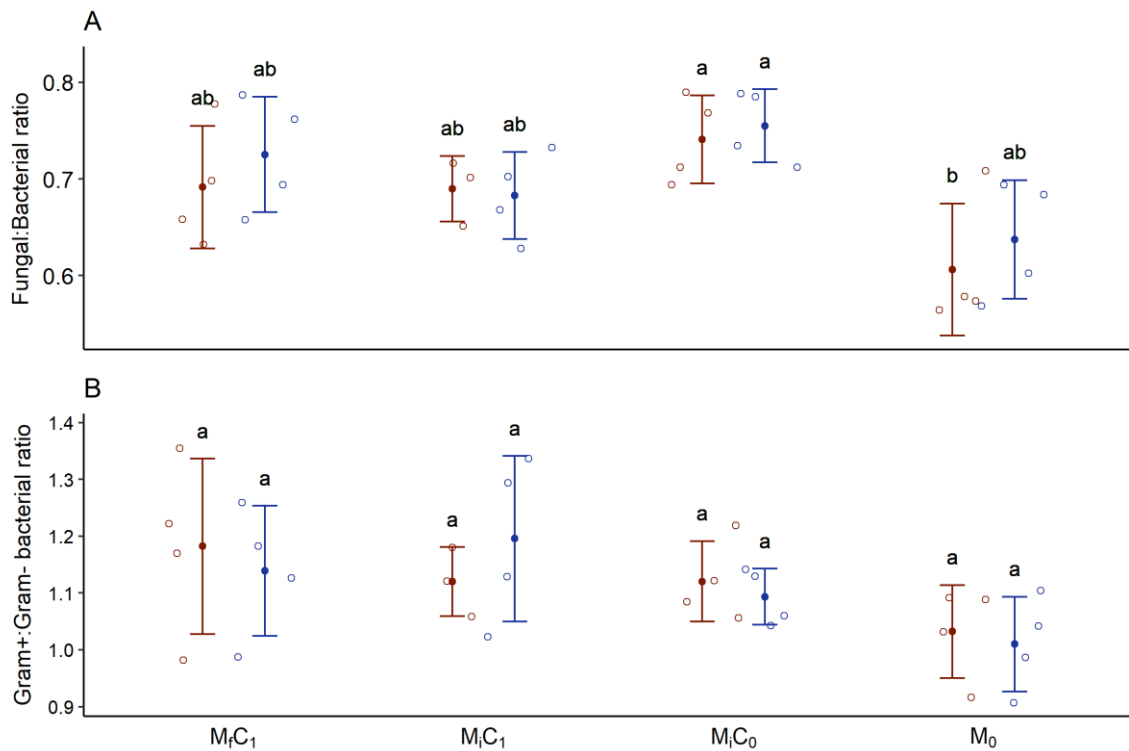 A
Fungal:Bacterial ratio
0.8
0.7
0.6
ab
ab
ab
ab
a
a
b
ab
B
Gram+:Gram- bacterial ratio
1.4
1.3
1.2
1.1
1.0
0.9
a
a
a
a
a
a
a
a
MfC1
MiC1
MiC0
M0